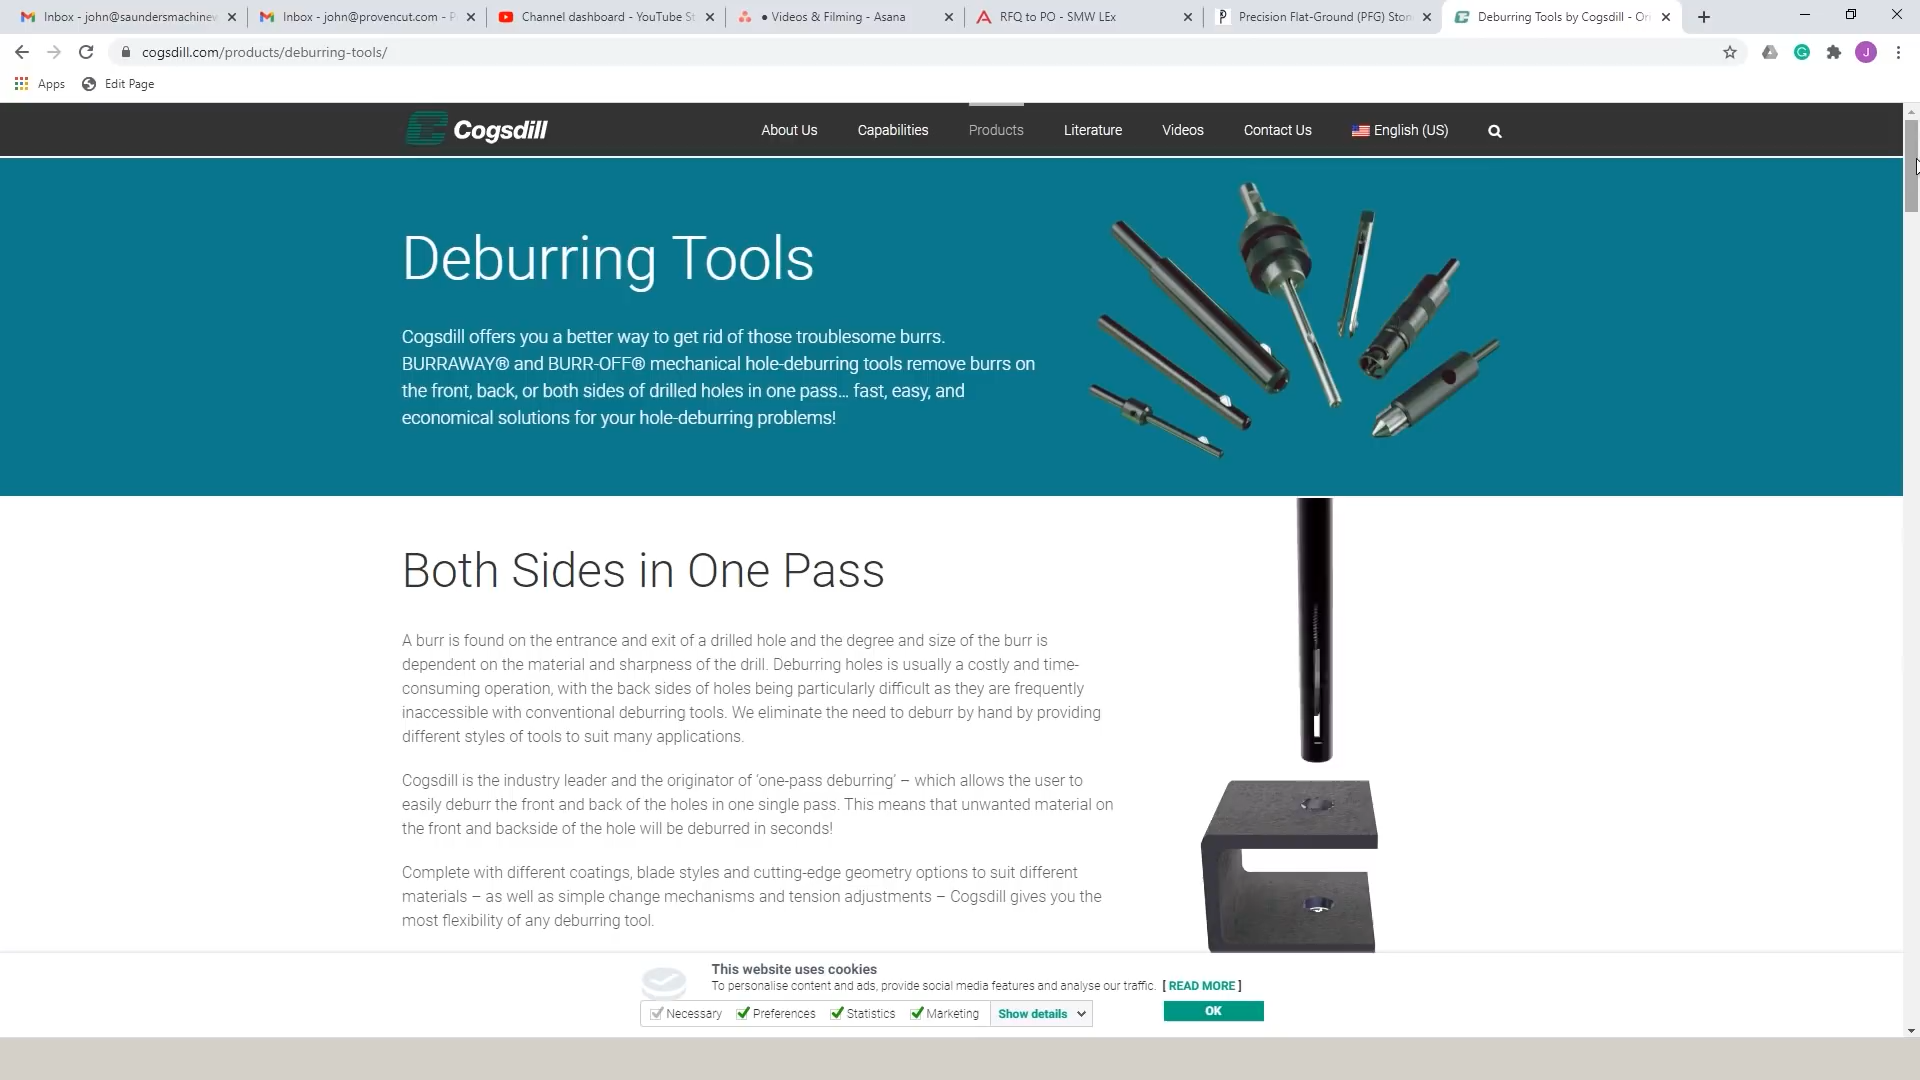 Inbox - john@saundersmachinew
Inbox - john@provencut.com - P
Channel dashboard - YouTube St
● Videos & Filming - Asana
RFQ to PO - SMW LEx
Precision Flat-Ground (PFG) Ston
Deburring Tools by Cogsdill - Ori
cogsdill.com/products/deburring-tools/
J
Apps
Edit Page
Cogsdill
About Us
Capabilities
Products
Literature
Videos
Contact Us
English (US)
Deburring Tools
Cogsdill offers you a better way to get rid of those troublesome burrs.
BURRAWAY® and BURR-OFF® mechanical hole-deburring tools remove burrs on
the front, back, or both sides of drilled holes in one pass... fast, easy, and
economical solutions for your hole-deburring problems!
Both Sides in One Pass
A burr is found on the entrance and exit of a drilled hole and the degree and size of the burr is
dependent on the material and sharpness of the drill. Deburring holes is usually a costly and time-
consuming operation, with the back sides of holes being particularly difficult as they are frequently
inaccessible with conventional deburring tools. We eliminate the need to deburr by hand by providing
different styles of tools to suit many applications.
Cogsdill is the industry leader and the originator of ‘one-pass deburring’ – which allows the user to
easily deburr the front and back of the holes in one single pass. This means that unwanted material on
the front and backside of the hole will be deburred in seconds!
Complete with different coatings, blade styles and cutting-edge geometry options to suit different
materials – as well as simple change mechanisms and tension adjustments – Cogsdill gives you the
most flexibility of any deburring tool.
This website uses cookies
To personalise content and ads, provide social media features and analyse our traffic. [ READ MORE ]
Necessary
Preferences
Statistics
Marketing
Show details
OK